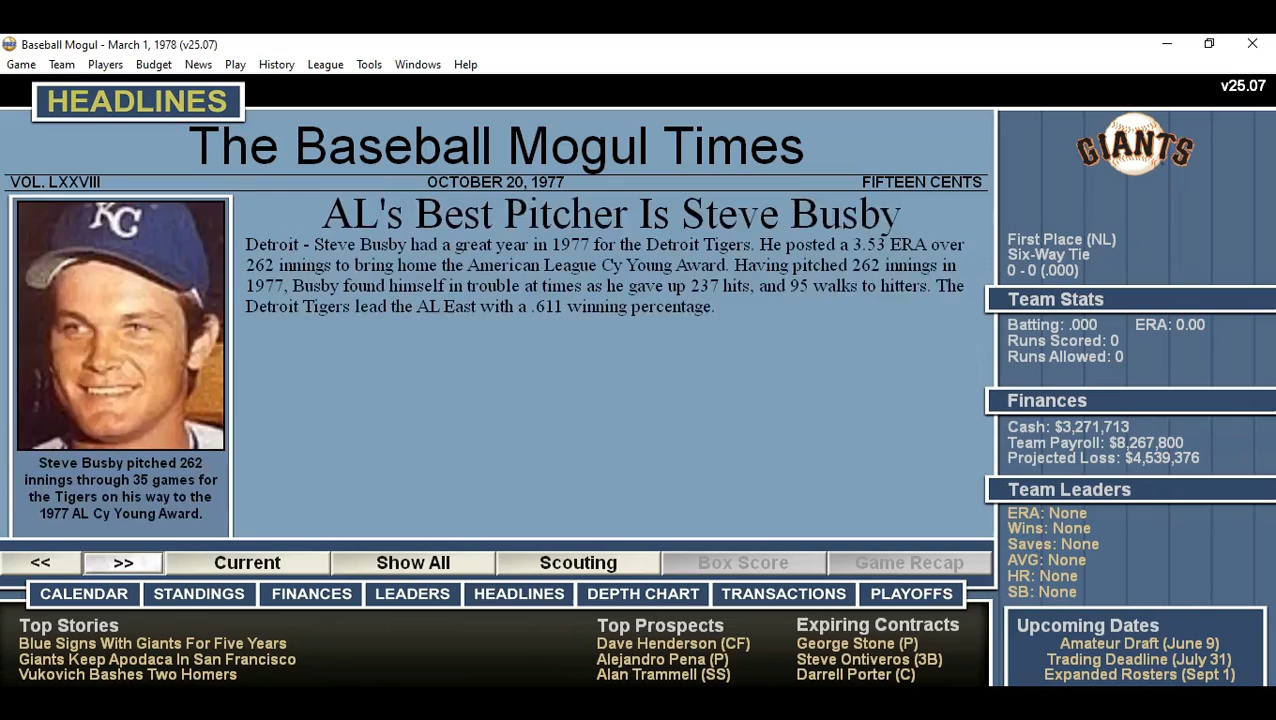 Baseball Mogul - March 1, 1978 (v25.07)
Game Team Players Budget News Play History League Tools Windows Help
v25.07
HEADLINES
The Baseball Mogul Times
VOL. LXXVIII OCTOBER 20, 1977 FIFTEEN CENTS
KC
AL's Best Pitcher Is Steve Busby
Detroit - Steve Busby had a great year in 1977 for the Detroit Tigers. He posted a 3.53 ERA over
262 innings to bring home the American League Cy Young Award. Having pitched 262 innings in
1977, Busby found himself in trouble at times as he gave up 237 hits, and 95 walks to hitters. The
Detroit Tigers lead the AL East with a .611 winning percentage.
Steve Busby pitched 262
innings through 35 games for
the Tigers on his way to the
1977 AL Cy Young Award.
GIANTS
First Place (NL)
Six-Way Tie
0 - 0 (.000)
Team Stats
Batting: .000 ERA: 0.00
Runs Scored: 0
Runs Allowed: 0
Finances
Cash: $3,271,713
Team Payroll: $8,267,800
Projected Loss: $4,539,376
Team Leaders
ERA: None
Wins: None
Saves: None
AVG: None
HR: None
SB: None
<< >> Current Show All Scouting Box Score Game Recap
CALENDAR STANDINGS FINANCES LEADERS HEADLINES DEPTH CHART TRANSACTIONS PLAYOFFS
Top Stories
Blue Signs With Giants For Five Years
Giants Keep Apodaca In San Francisco
Vukovich Bashes Two Homers
Top Prospects
Dave Henderson (CF)
Alejandro Pena (P)
Alan Trammell (SS)
Expiring Contracts
George Stone (P)
Steve Ontiveros (3B)
Darrell Porter (C)
Upcoming Dates
Amateur Draft (June 9)
Trading Deadline (July 31)
Expanded Rosters (Sept 1)